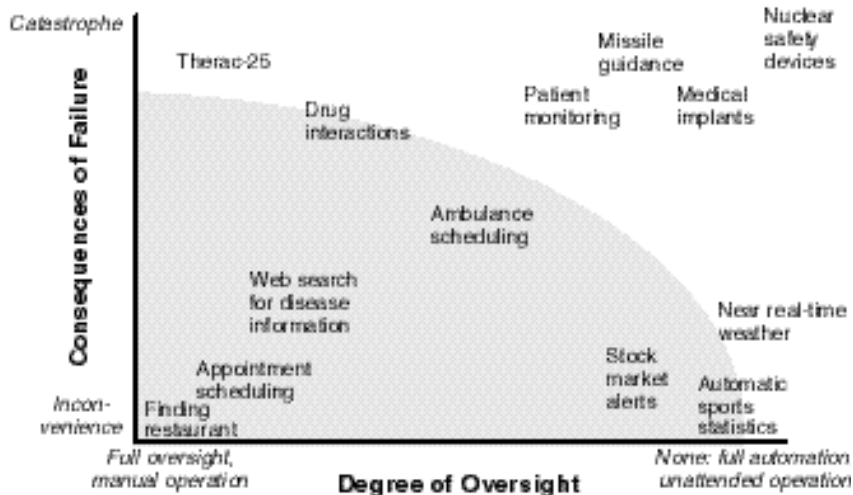 Catastrophe
Consequences of Failure
Incon-
venience
Therac-25
Drug
interactions
Missile
guidance
Nuclear
safety
devices
Patient
monitoring
Medical
implants
Ambulance
scheduling
Web search
for disease
information
Near real-time
weather
Appointment
scheduling
Stock
market
alerts
Automatic
sports
statistics
Finding
restaurant
Full oversight,
manual operation
Degree of Oversight
None: full automation
unattended operation